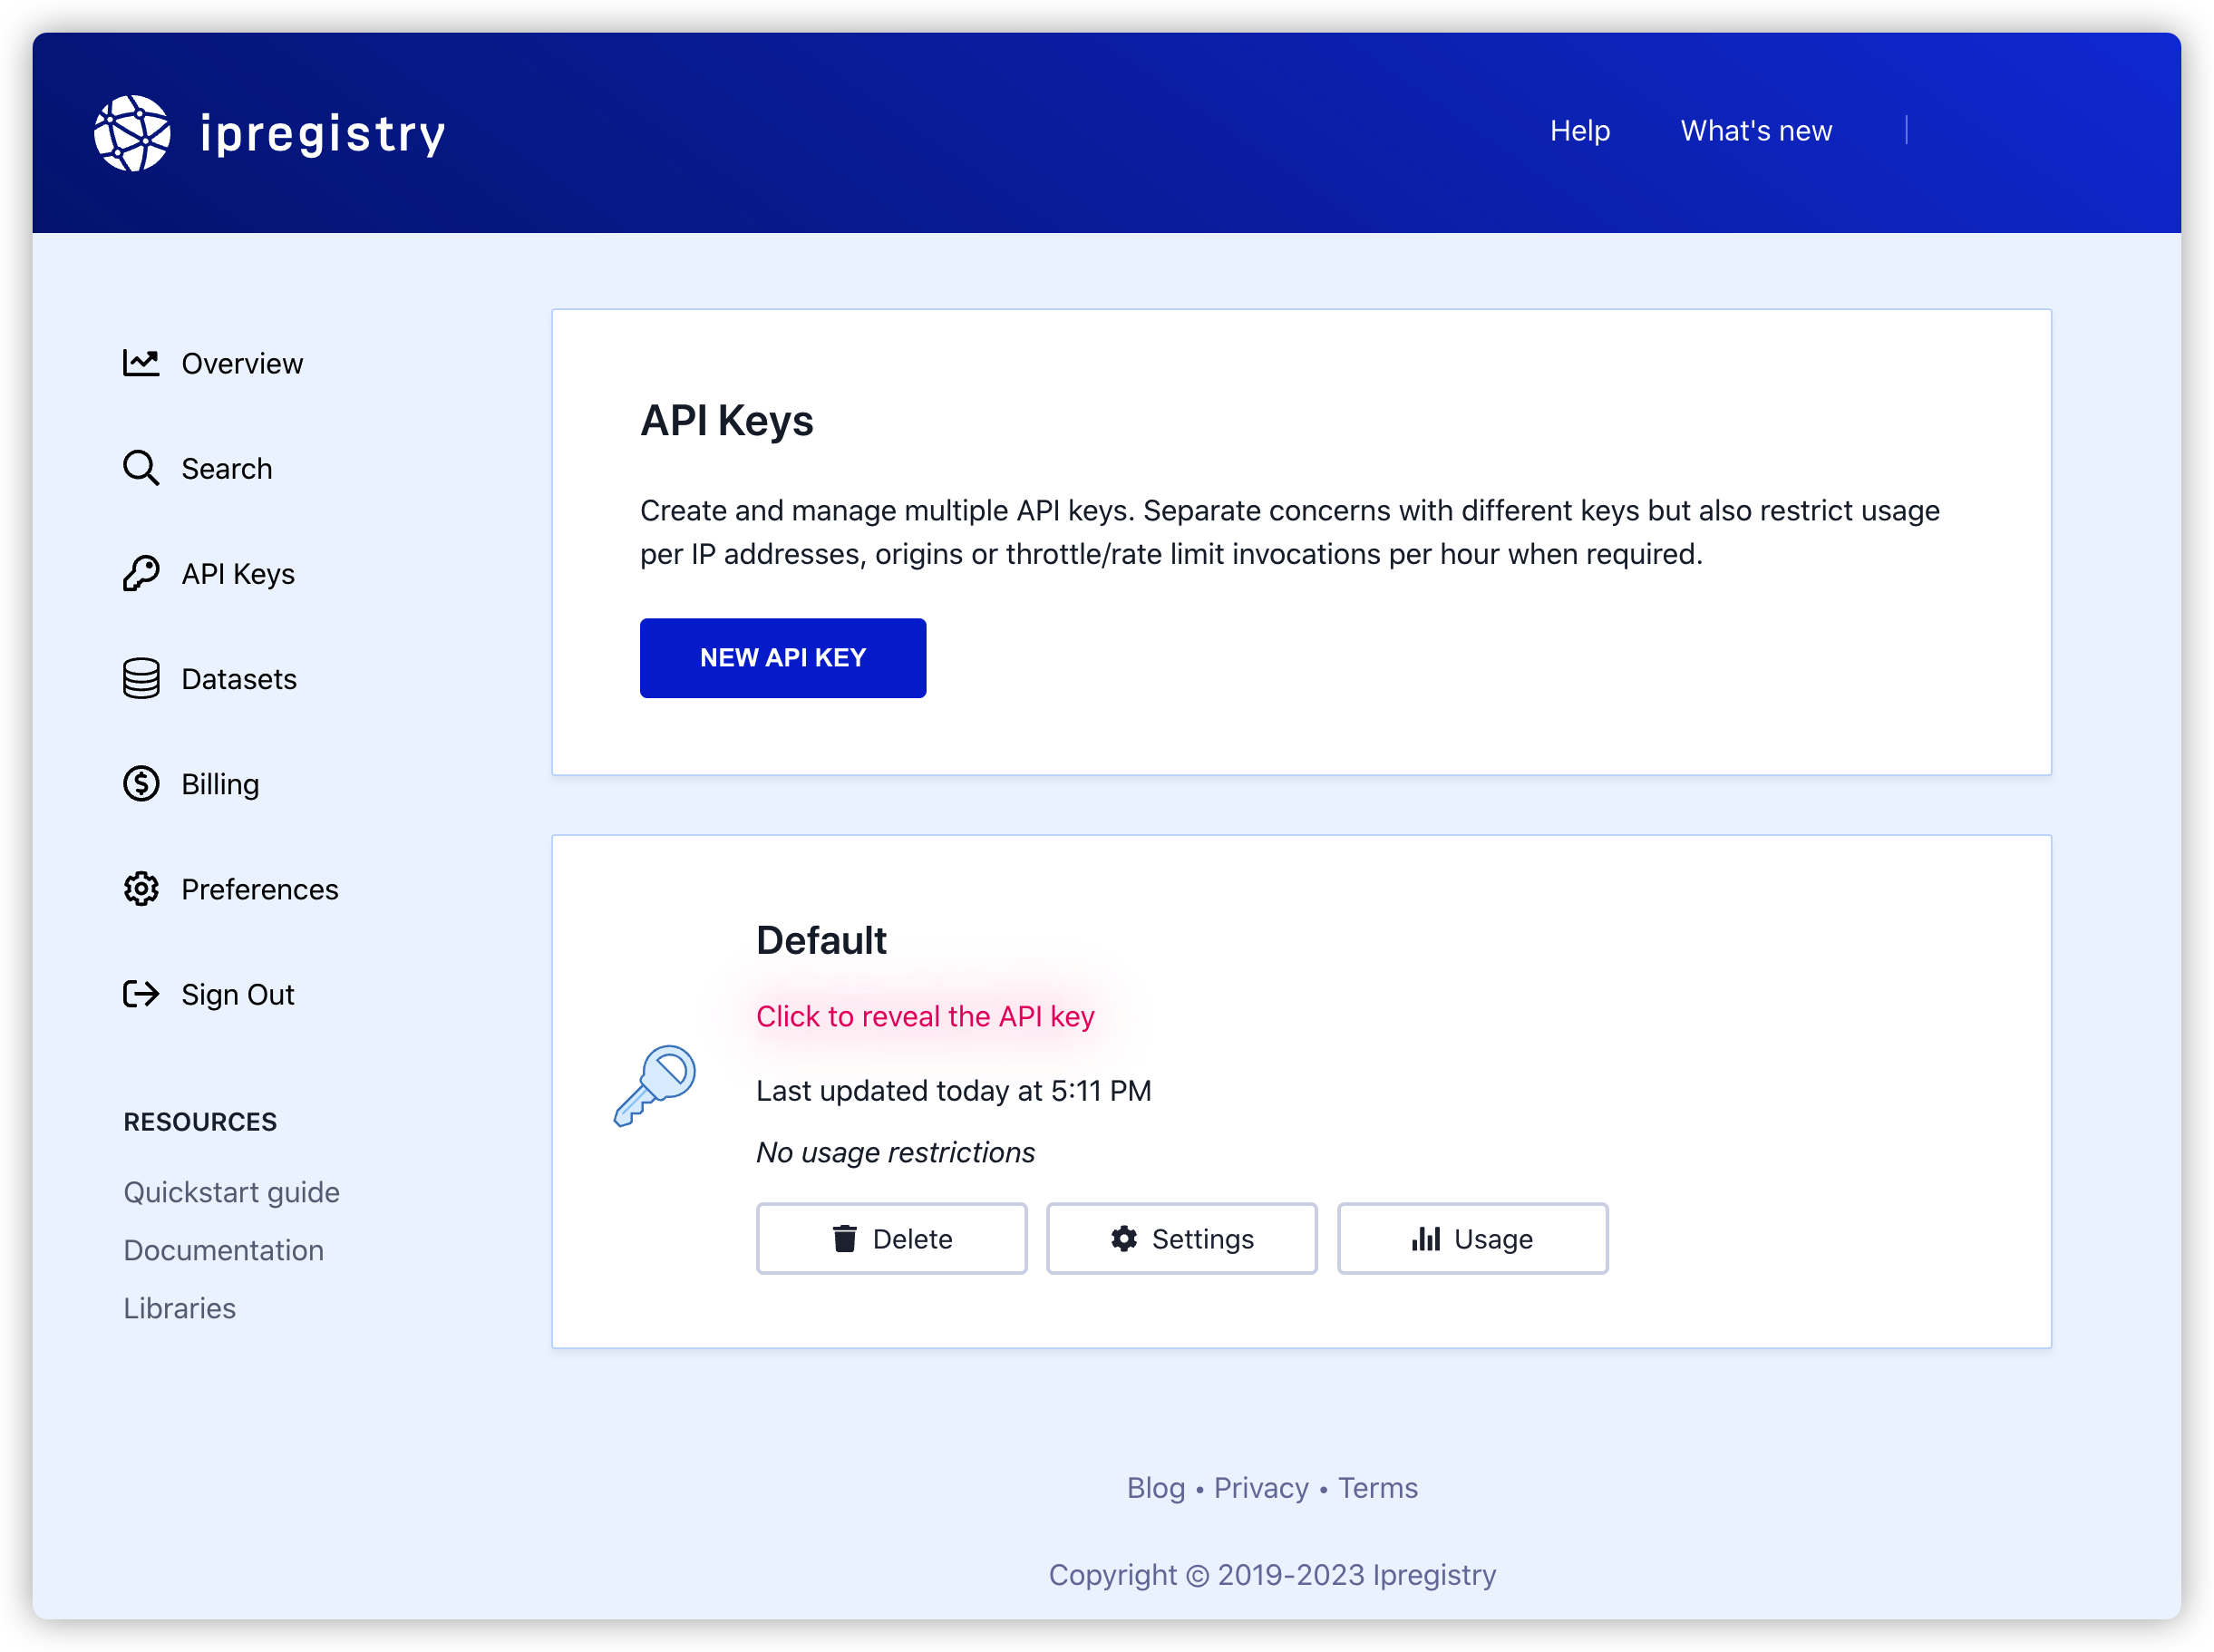 ipregistry
Help
What's new
Overview
Search
API Keys
Datasets
Billing
Preferences
Sign Out
RESOURCES
Quickstart guide
Documentation
Libraries
API Keys
Create and manage multiple API keys. Separate concerns with different keys but also restrict usage
per IP addresses, origins or throttle/rate limit invocations per hour when required.
NEW API KEY
Default
Click to reveal the API key
Last updated today at 5:11 PM
No usage restrictions
Delete
Settings
Usage
Blog • Privacy • Terms
Copyright © 2019-2023 Ipregistry